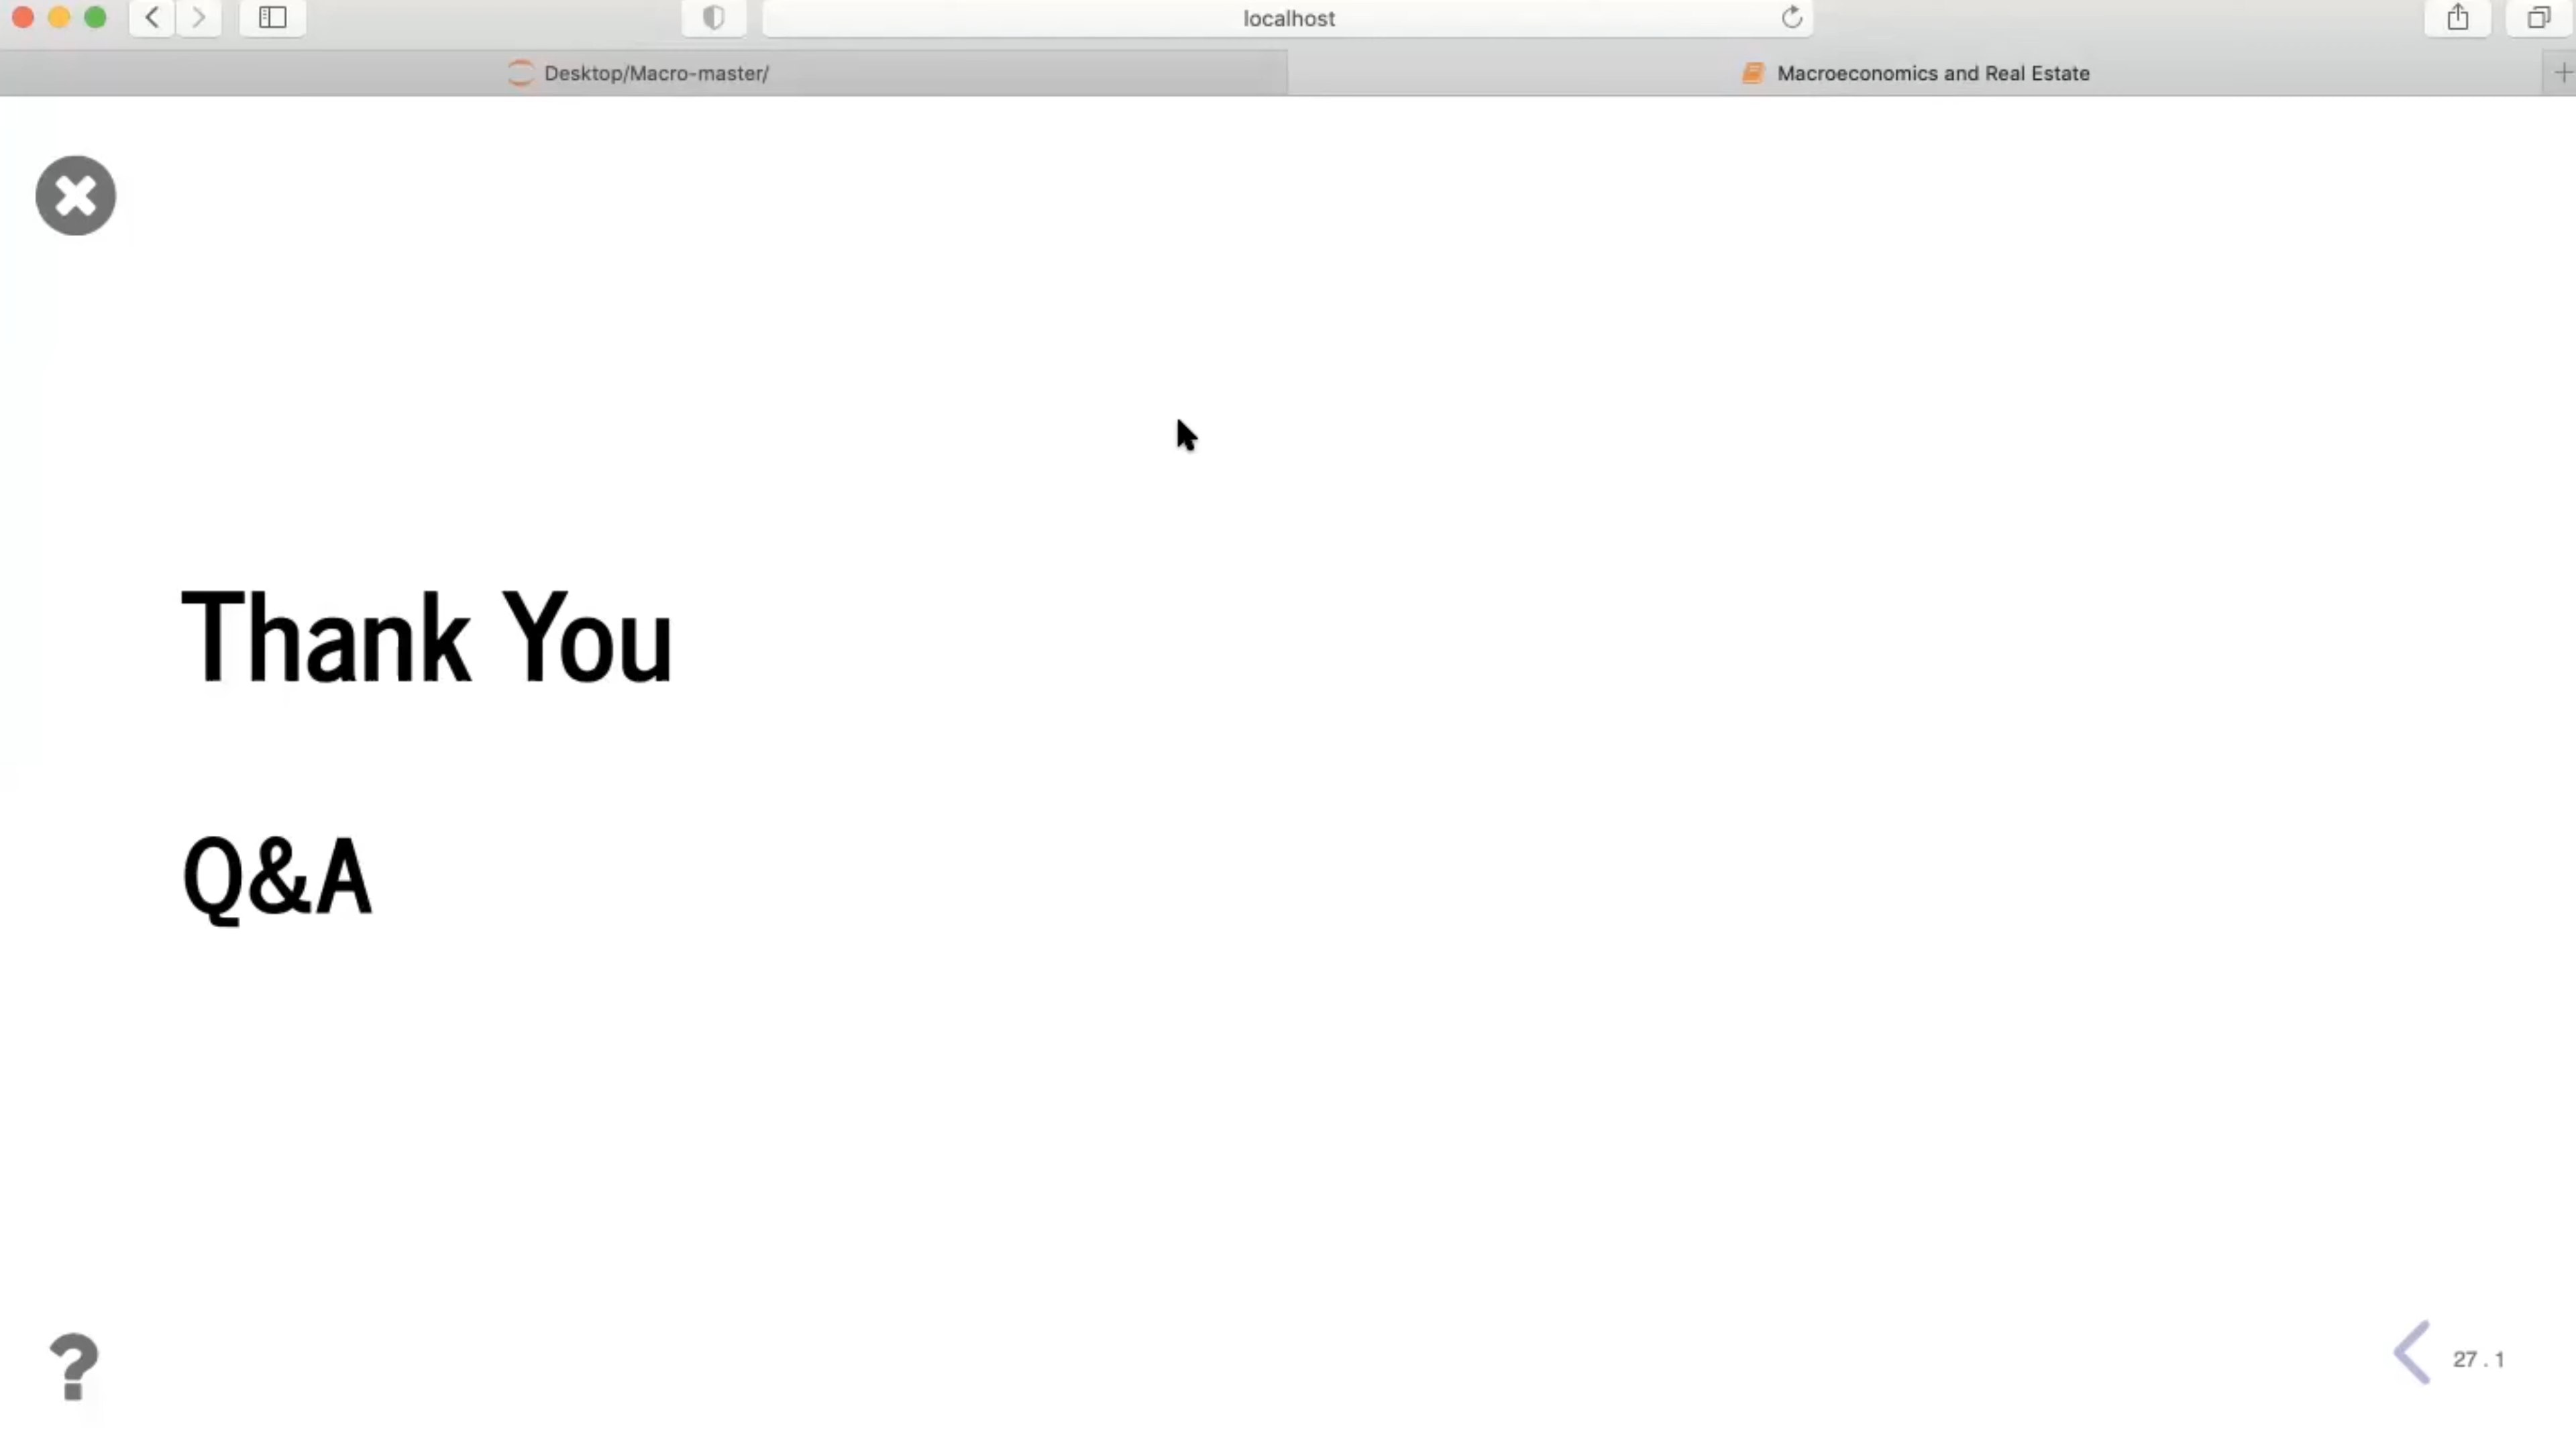 localhost
Desktop/Macro-master/
Macroeconomics and Real Estate
Thank You
Q&A
?
27 . 1